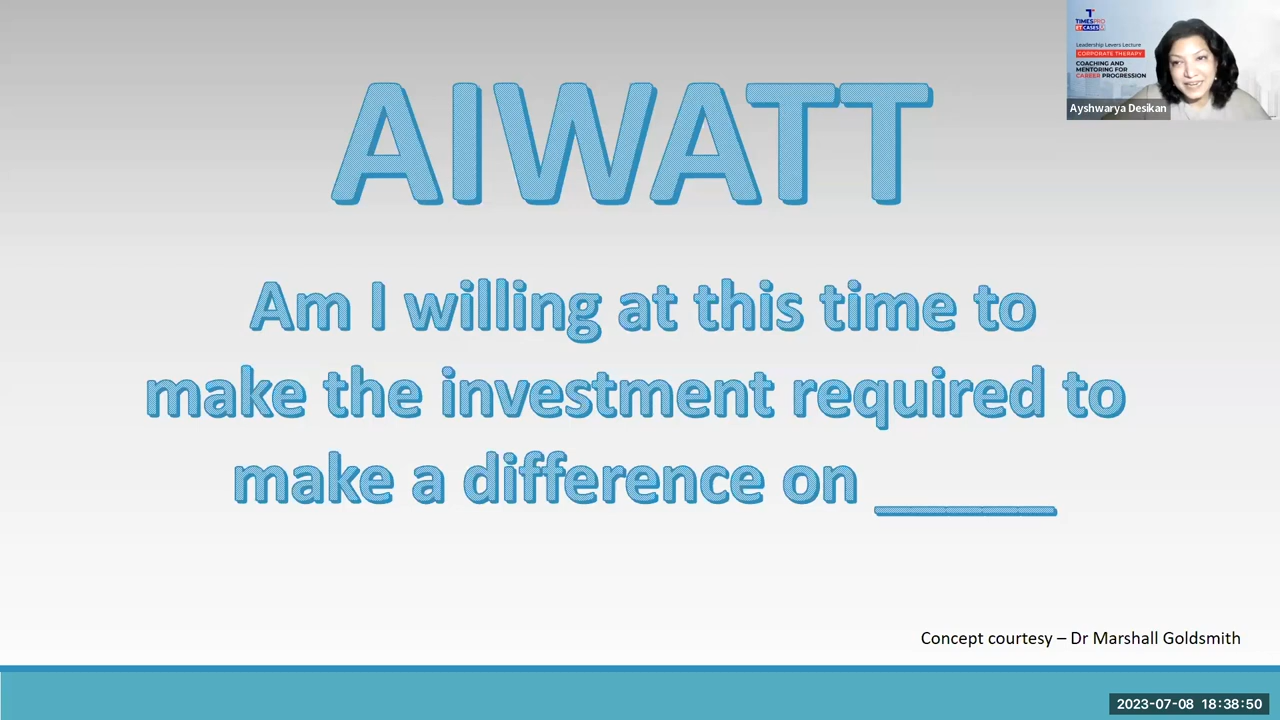 AIWATT
Am I willing at this time to
make the investment required to
make a difference on ______
Concept courtesy – Dr Marshall Goldsmith
TIMESPRO
ETCASES
Leadership Levers Lecture
CORPORATE THERAPY
COACHING AND
MENTORING FOR
CAREER PROGRESSION
Ayshwarya Desikan
2023-07-08 18:38:50